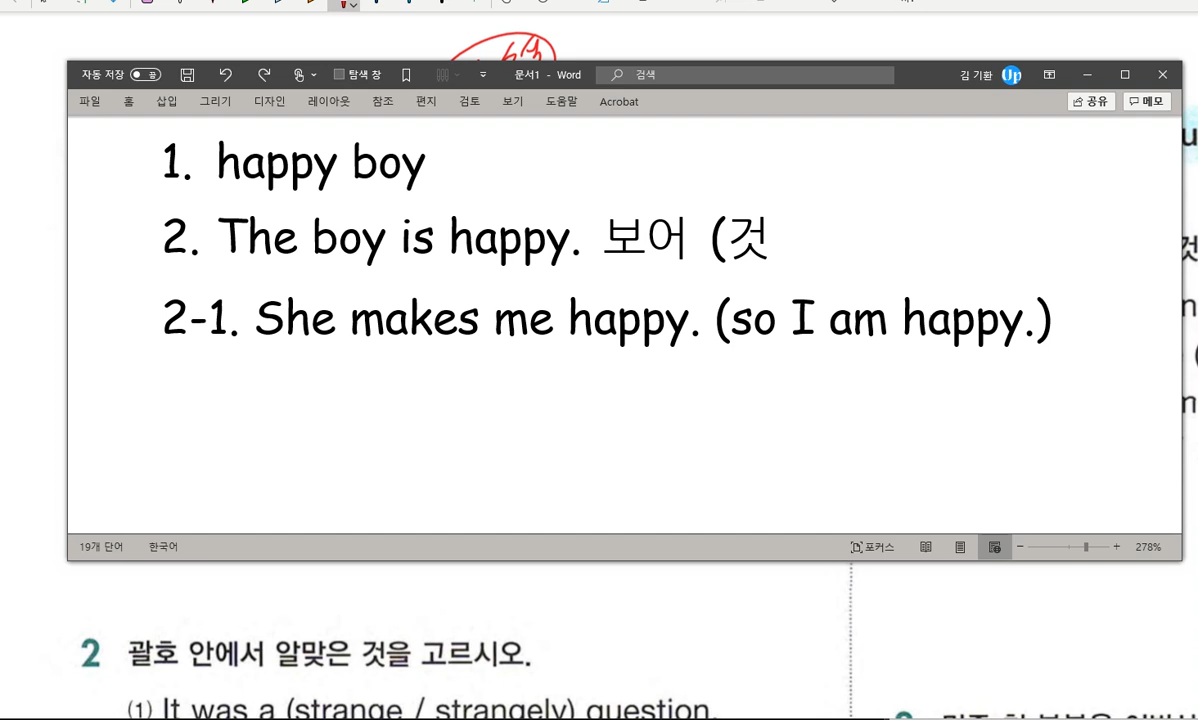 자동 저장 끔 탐색 창 문서1 - Word 검색 김 기환 Up
파일 홈 삽입 그리기 디자인 레이아웃 참조 편지 검토 보기 도움말 Acrobat 공유 메모
1. happy boy
2. The boy is happy. 보어 (것
2-1. She makes me happy. (so I am happy.)
19개 단어 한국어 포커스 278%
2 괄호 안에서 알맞은 것을 고르시오.
(1) It was a (strange / strangely) question.